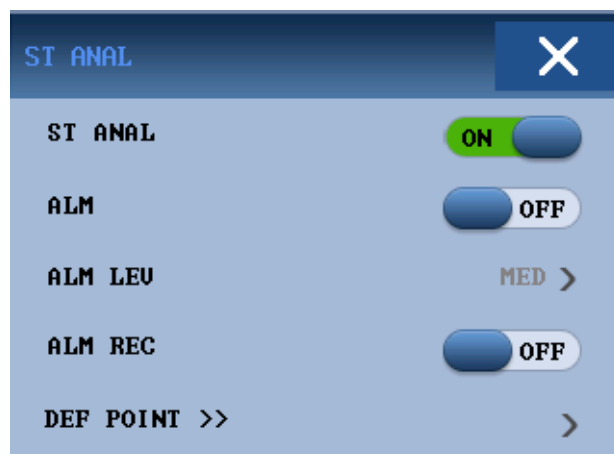 ST ANAL
ST ANAL ON
ALM OFF
ALM LEV MED >
ALM REC OFF
DEF POINT >> >